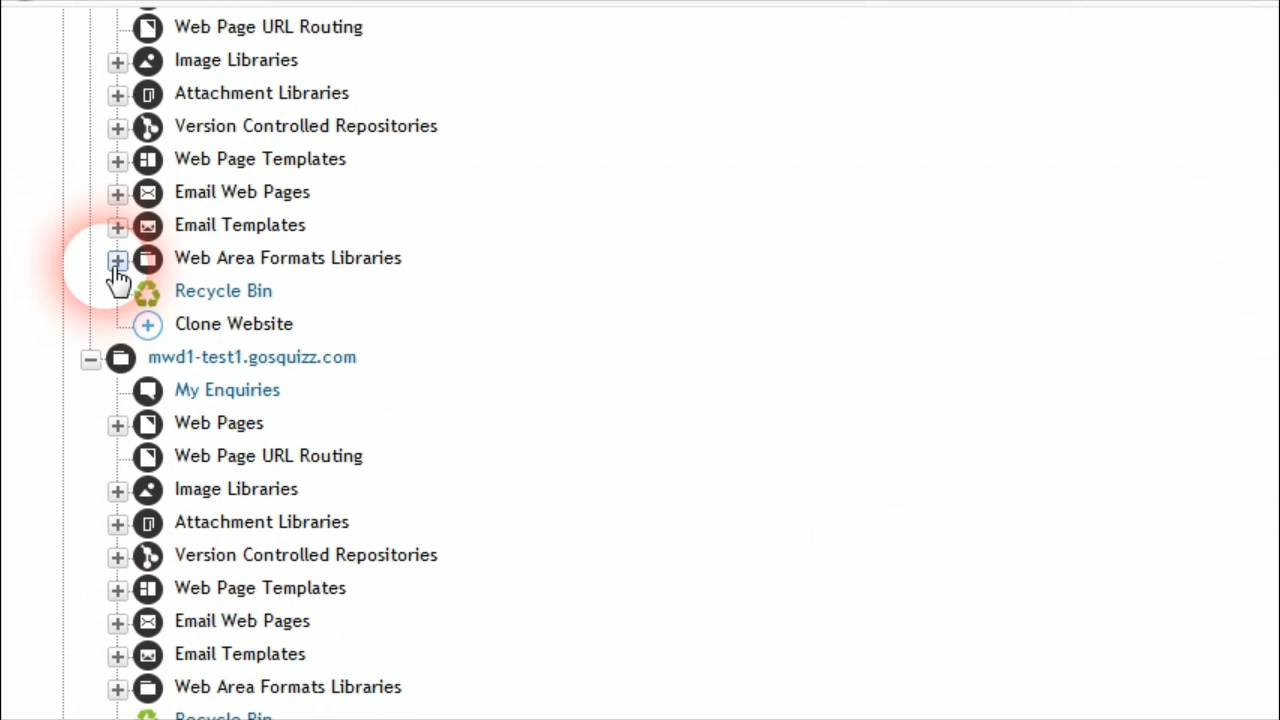 Web Page URL Routing
Image Libraries
Attachment Libraries
Version Controlled Repositories
Web Page Templates
Email Web Pages
Email Templates
Web Area Formats Libraries
Recycle Bin
Clone Website
mwd1-test1.gosquizz.com
My Enquiries
Web Pages
Web Page URL Routing
Image Libraries
Attachment Libraries
Version Controlled Repositories
Web Page Templates
Email Web Pages
Email Templates
Web Area Formats Libraries
Recycle Bin